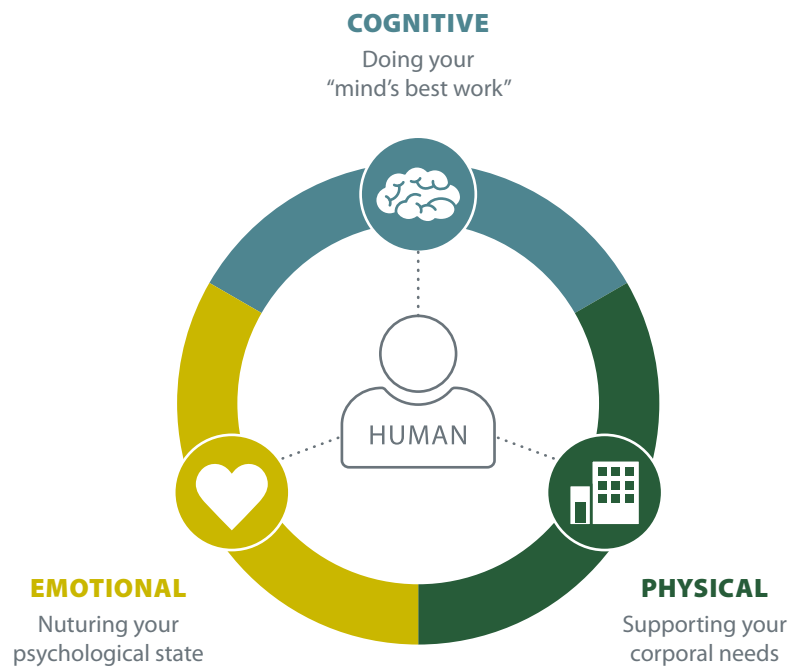 COGNITIVE
Doing your
“mind’s best work”
HUMAN
EMOTIONAL
Nuturing your
psychological state
PHYSICAL
Supporting your
corporal needs